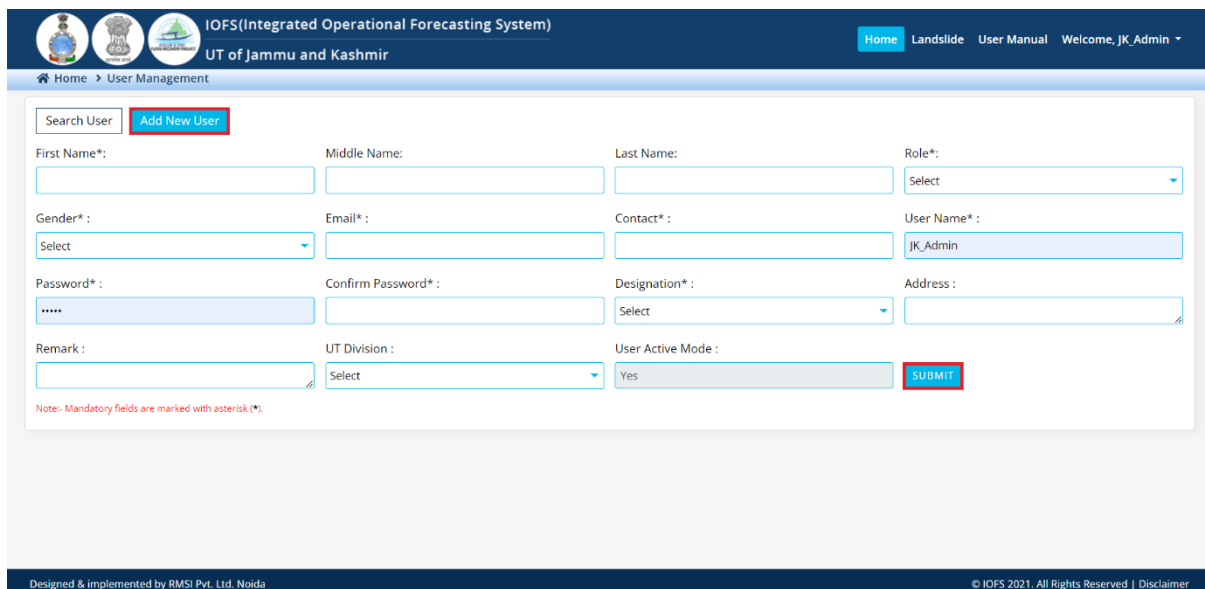 IOFS(Integrated Operational Forecasting System)
UT of Jammu and Kashmir
Home Landslide User Manual Welcome, JK_Admin
Home > User Management
Search User Add New User
First Name*: Middle Name: Last Name: Role*:
Select
Gender* : Email* : Contact* : User Name* :
Select JK_Admin
Password* : Confirm Password* : Designation* : Address :
••••• Select
Remark : UT Division : User Active Mode :
Select Yes SUBMIT
Note:- Mandatory fields are marked with asterisk (*).
Designed & implemented by RMSI Pvt. Ltd. Noida © IOFS 2021. All Rights Reserved | Disclaimer